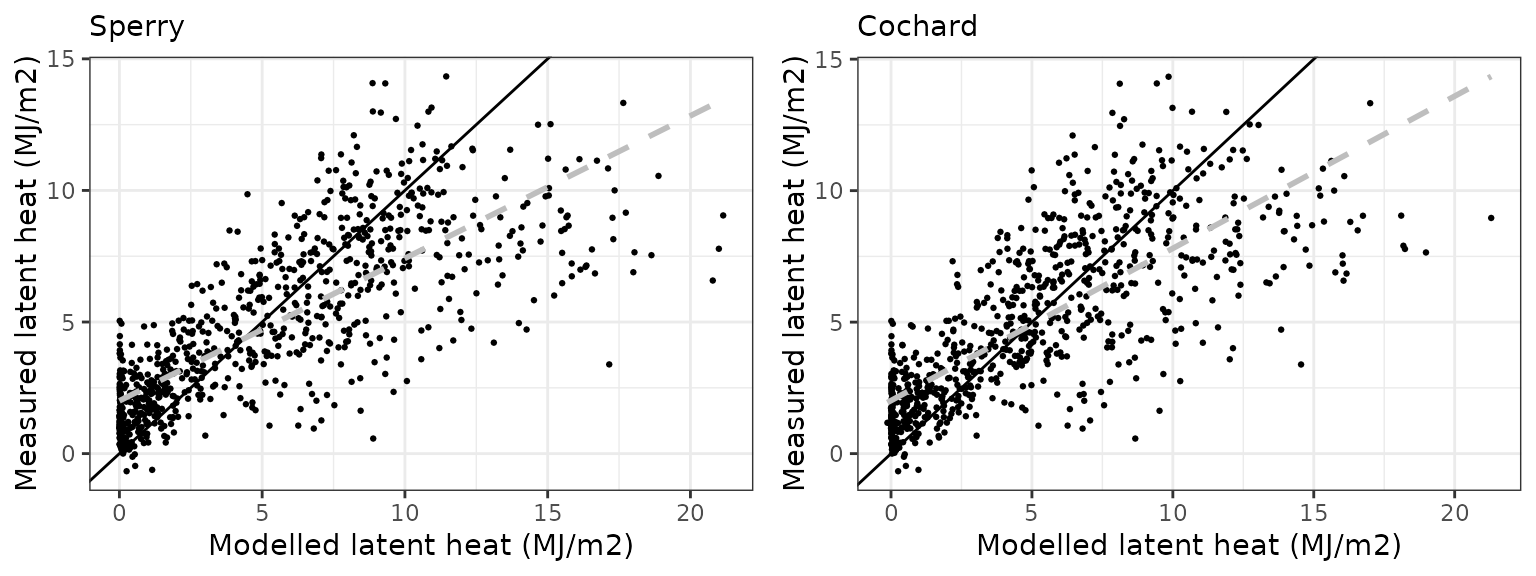 Sperry
Measured latent heat (MJ/m2)
15
10
5
0
0 5 10 15 20
Modelled latent heat (MJ/m2)
Cochard
Measured latent heat (MJ/m2)
15
10
5
0
0 5 10 15 20
Modelled latent heat (MJ/m2)